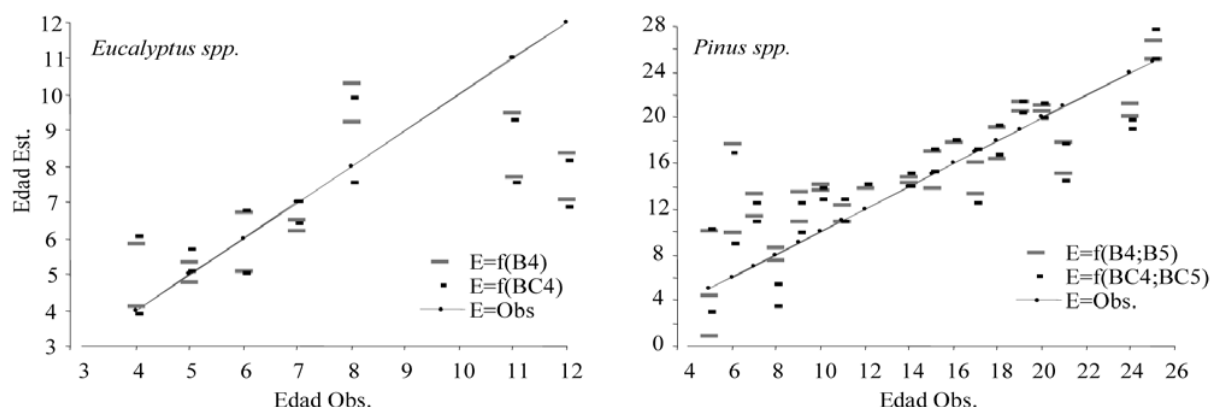 Eucalyptus spp.
Edad Est.
12
11
10
9
8
7
6
5
4
3
E=f(B4)
E=f(BC4)
E=Obs
3 4 5 6 7 8 9 10 11 12
Edad Obs.
Pinus spp.
28
24
20
16
12
8
4
0
E=f(B4;B5)
E=f(BC4;BC5)
E=Obs.
4 6 8 10 12 14 16 18 20 22 24 26
Edad Obs.